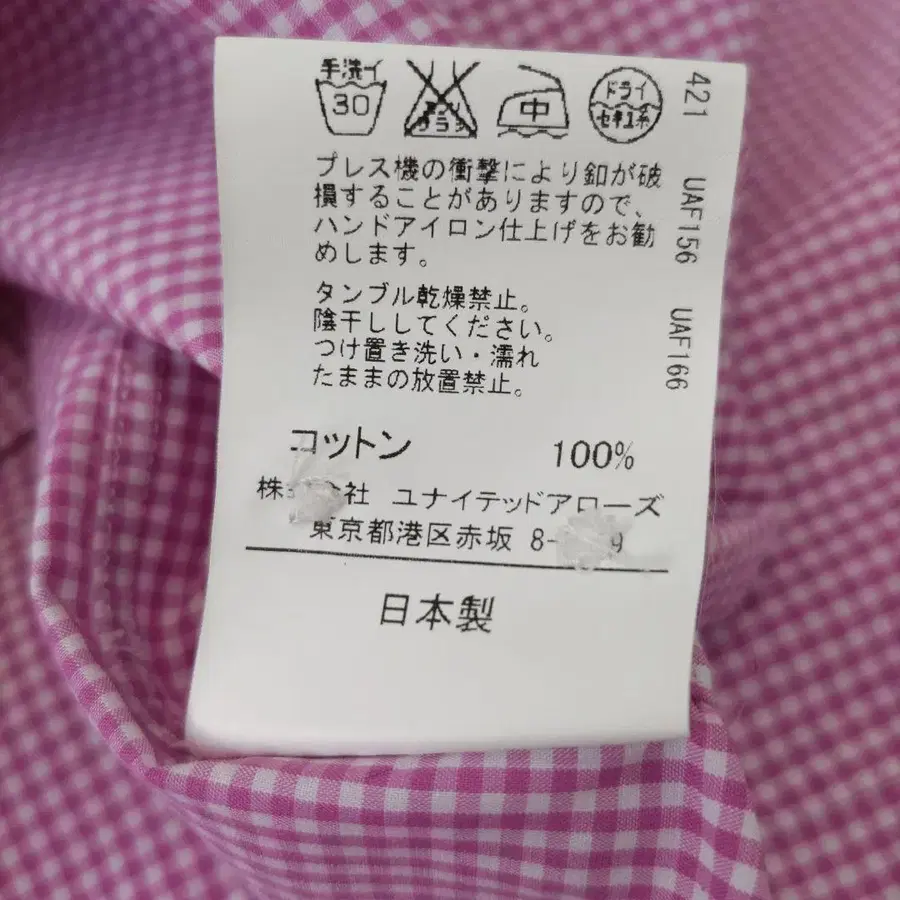 手洗イ
30
中
ドライ
セキユ系
プレス機の衝撃により釦が破
損することがありますので、
ハンドアイロン仕上げをお勧
めします。
タンブル乾燥禁止。
陰干ししてください。
つけ置き洗い・濡れ
たままの放置禁止。
コットン 100%
ユナイテッドアローズ
東京都港区赤坂 8-
日本製
421 UAF156 UAF166